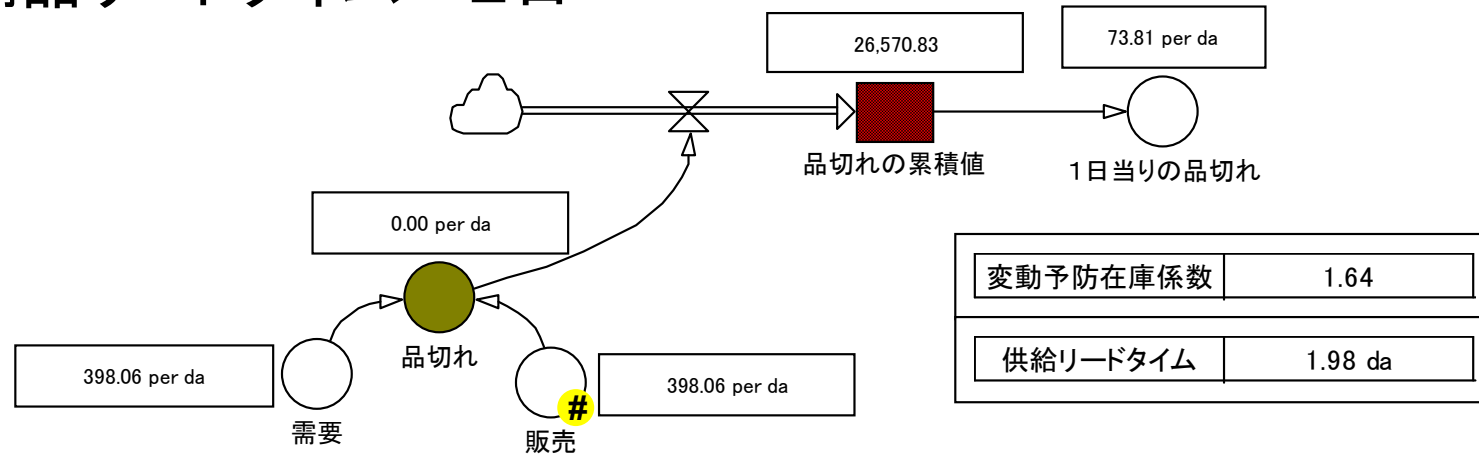 26,570.83
73.81 per da
品切れの累積値
1日当りの品切れ
0.00 per da
変動予防在庫係数 1.64
品切れ
供給リードタイム 1.98 da
398.06 per da
398.06 per da
#
需要
販売